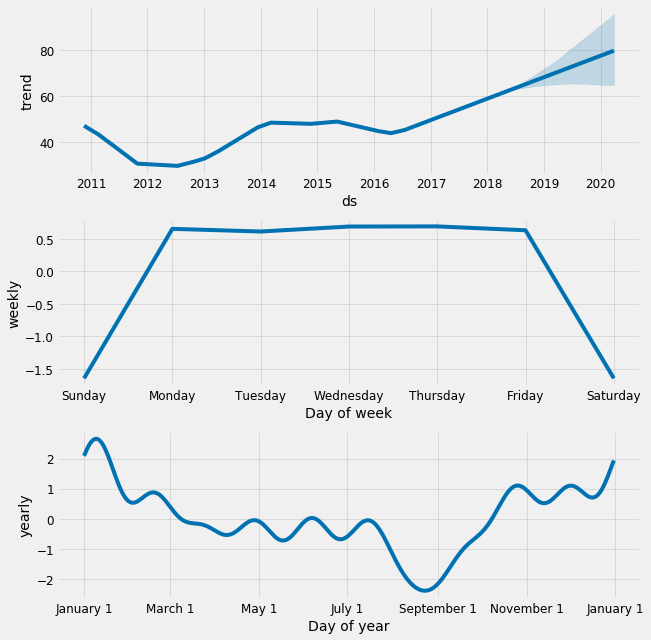 80
60
40
trend
2011 2012 2013 2014 2015 2016 2017 2018 2019 2020
ds
0.5
0.0
−0.5
−1.0
−1.5
weekly
Sunday Monday Tuesday Wednesday Thursday Friday Saturday
Day of week
2
1
0
−1
−2
yearly
January 1 March 1 May 1 July 1 September 1 November 1 January 1
Day of year